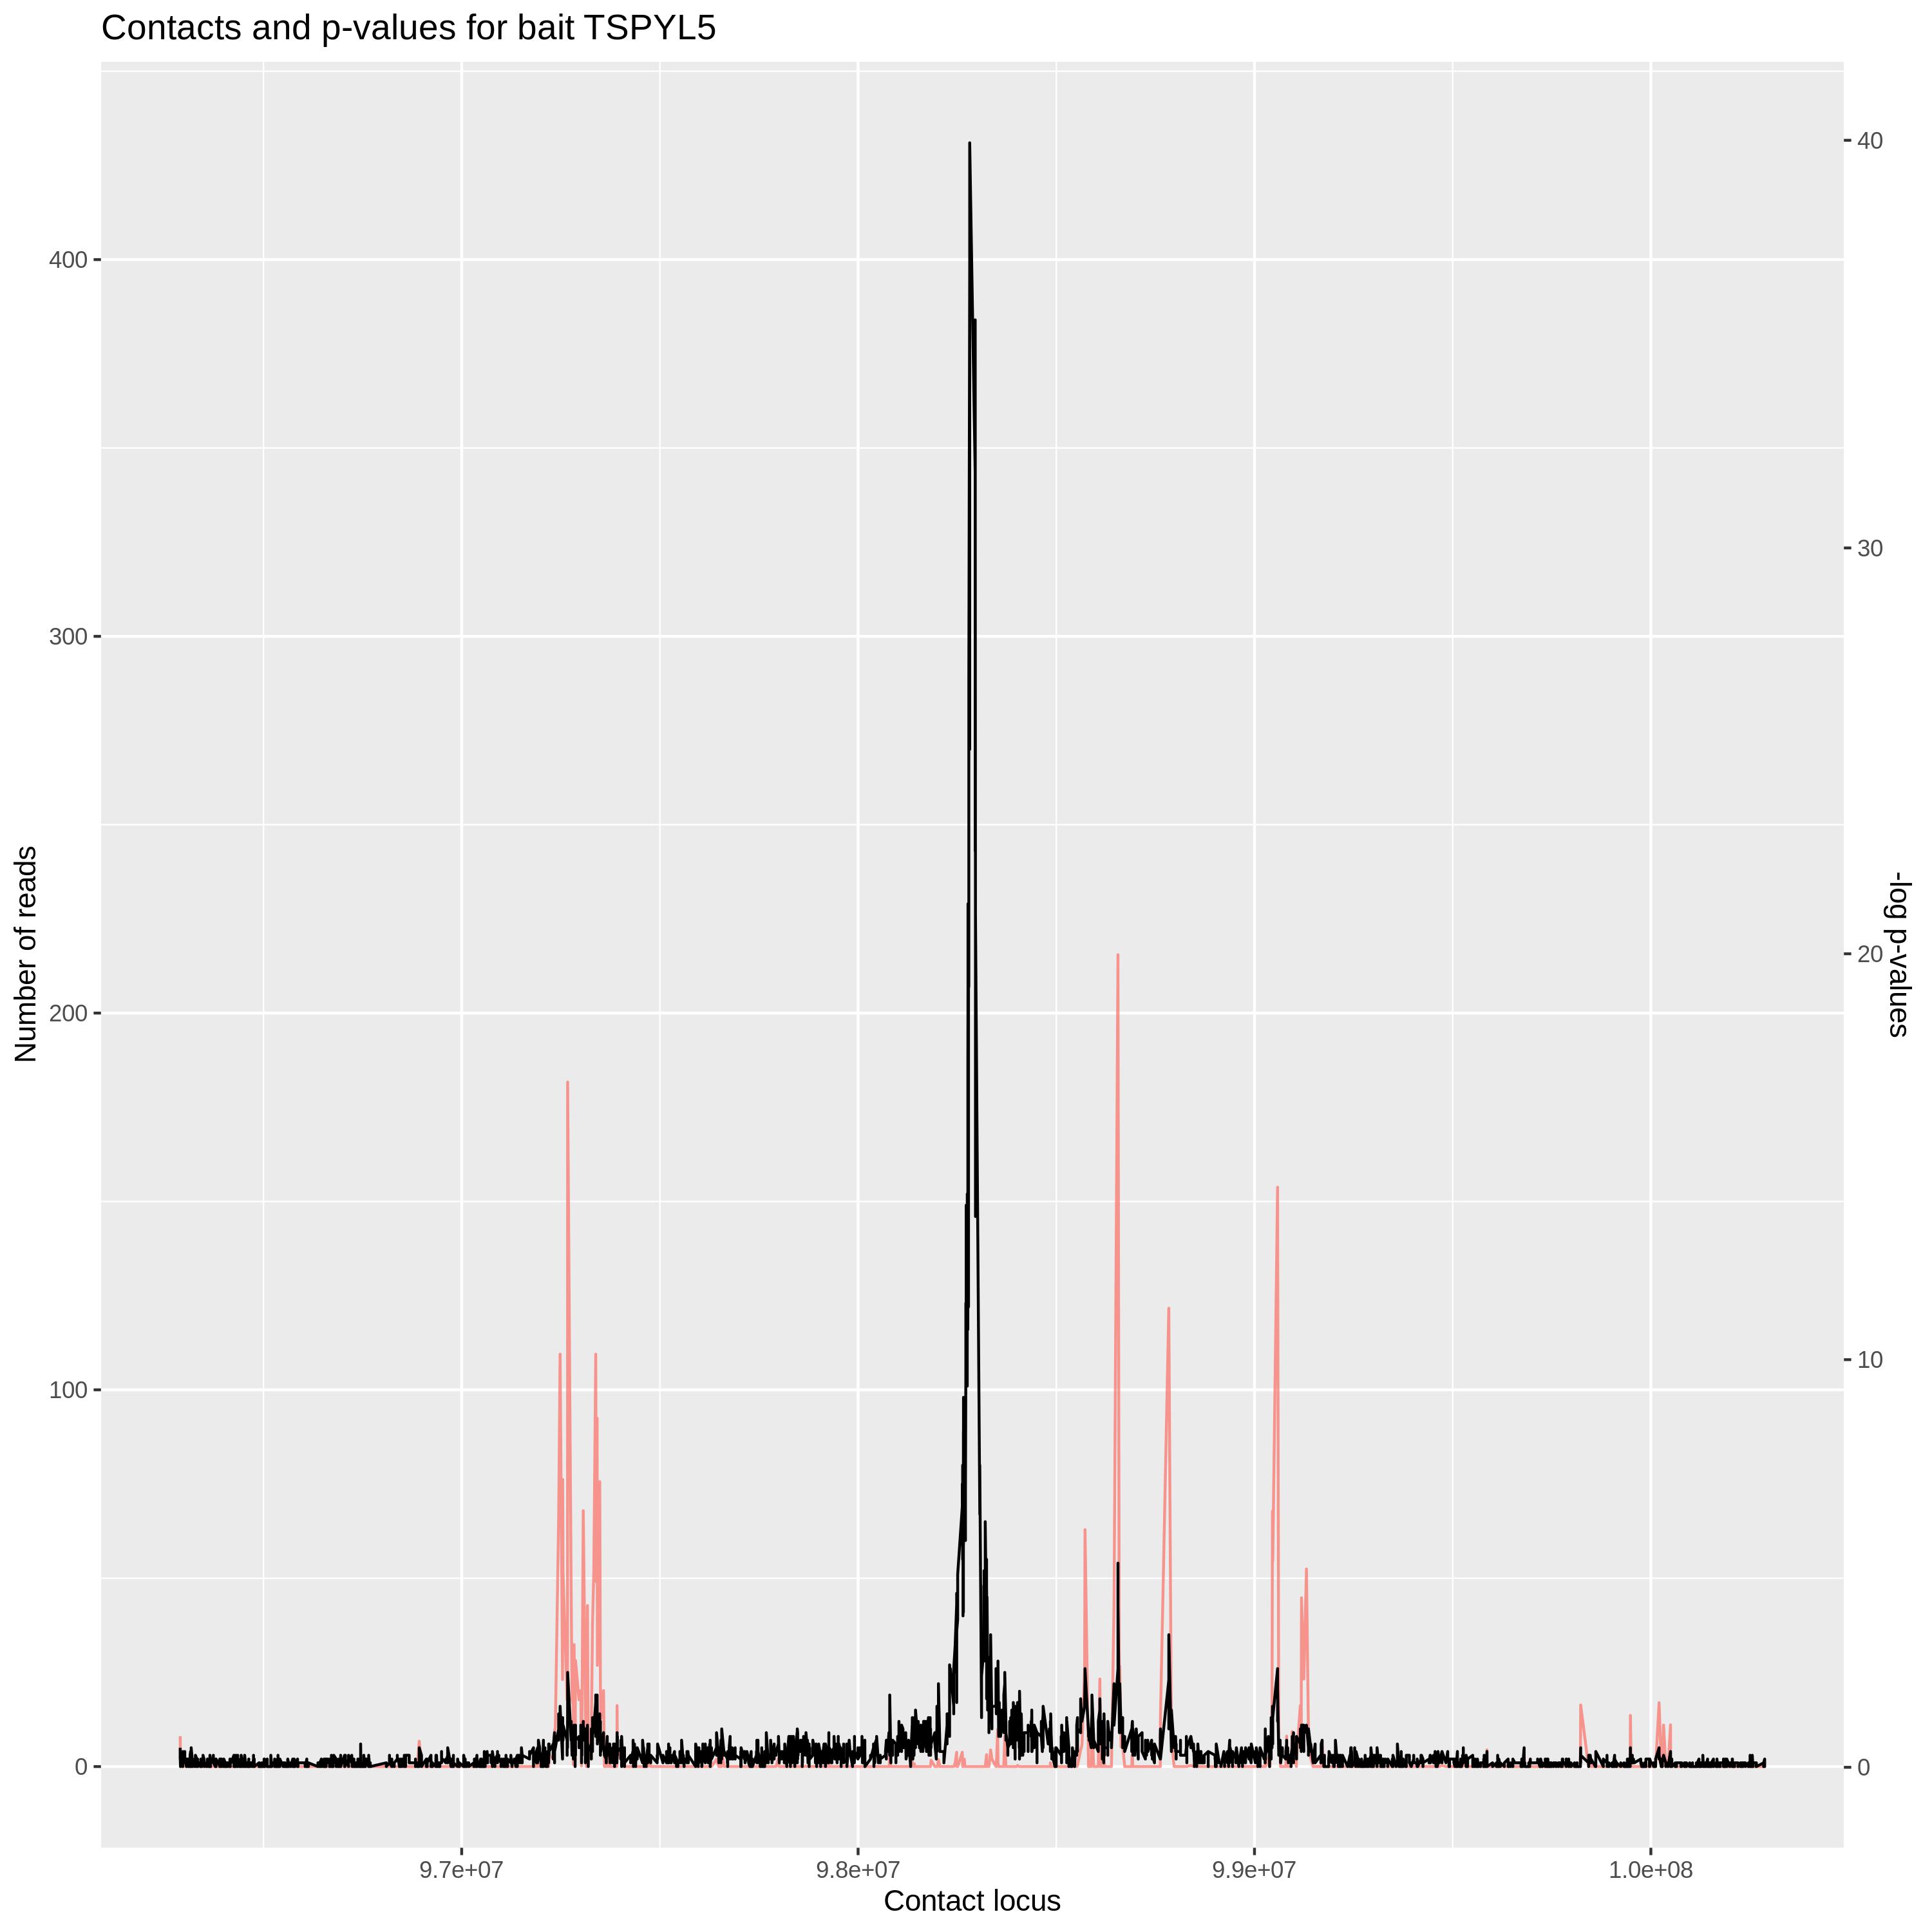 Contacts and p-values for bait TSPYL5
40
400
30
300
Number of reads
-log p-values
20
200
10
100
0
0
9.7e+07
9.8e+07
9.9e+07
1.0e+08
Contact locus